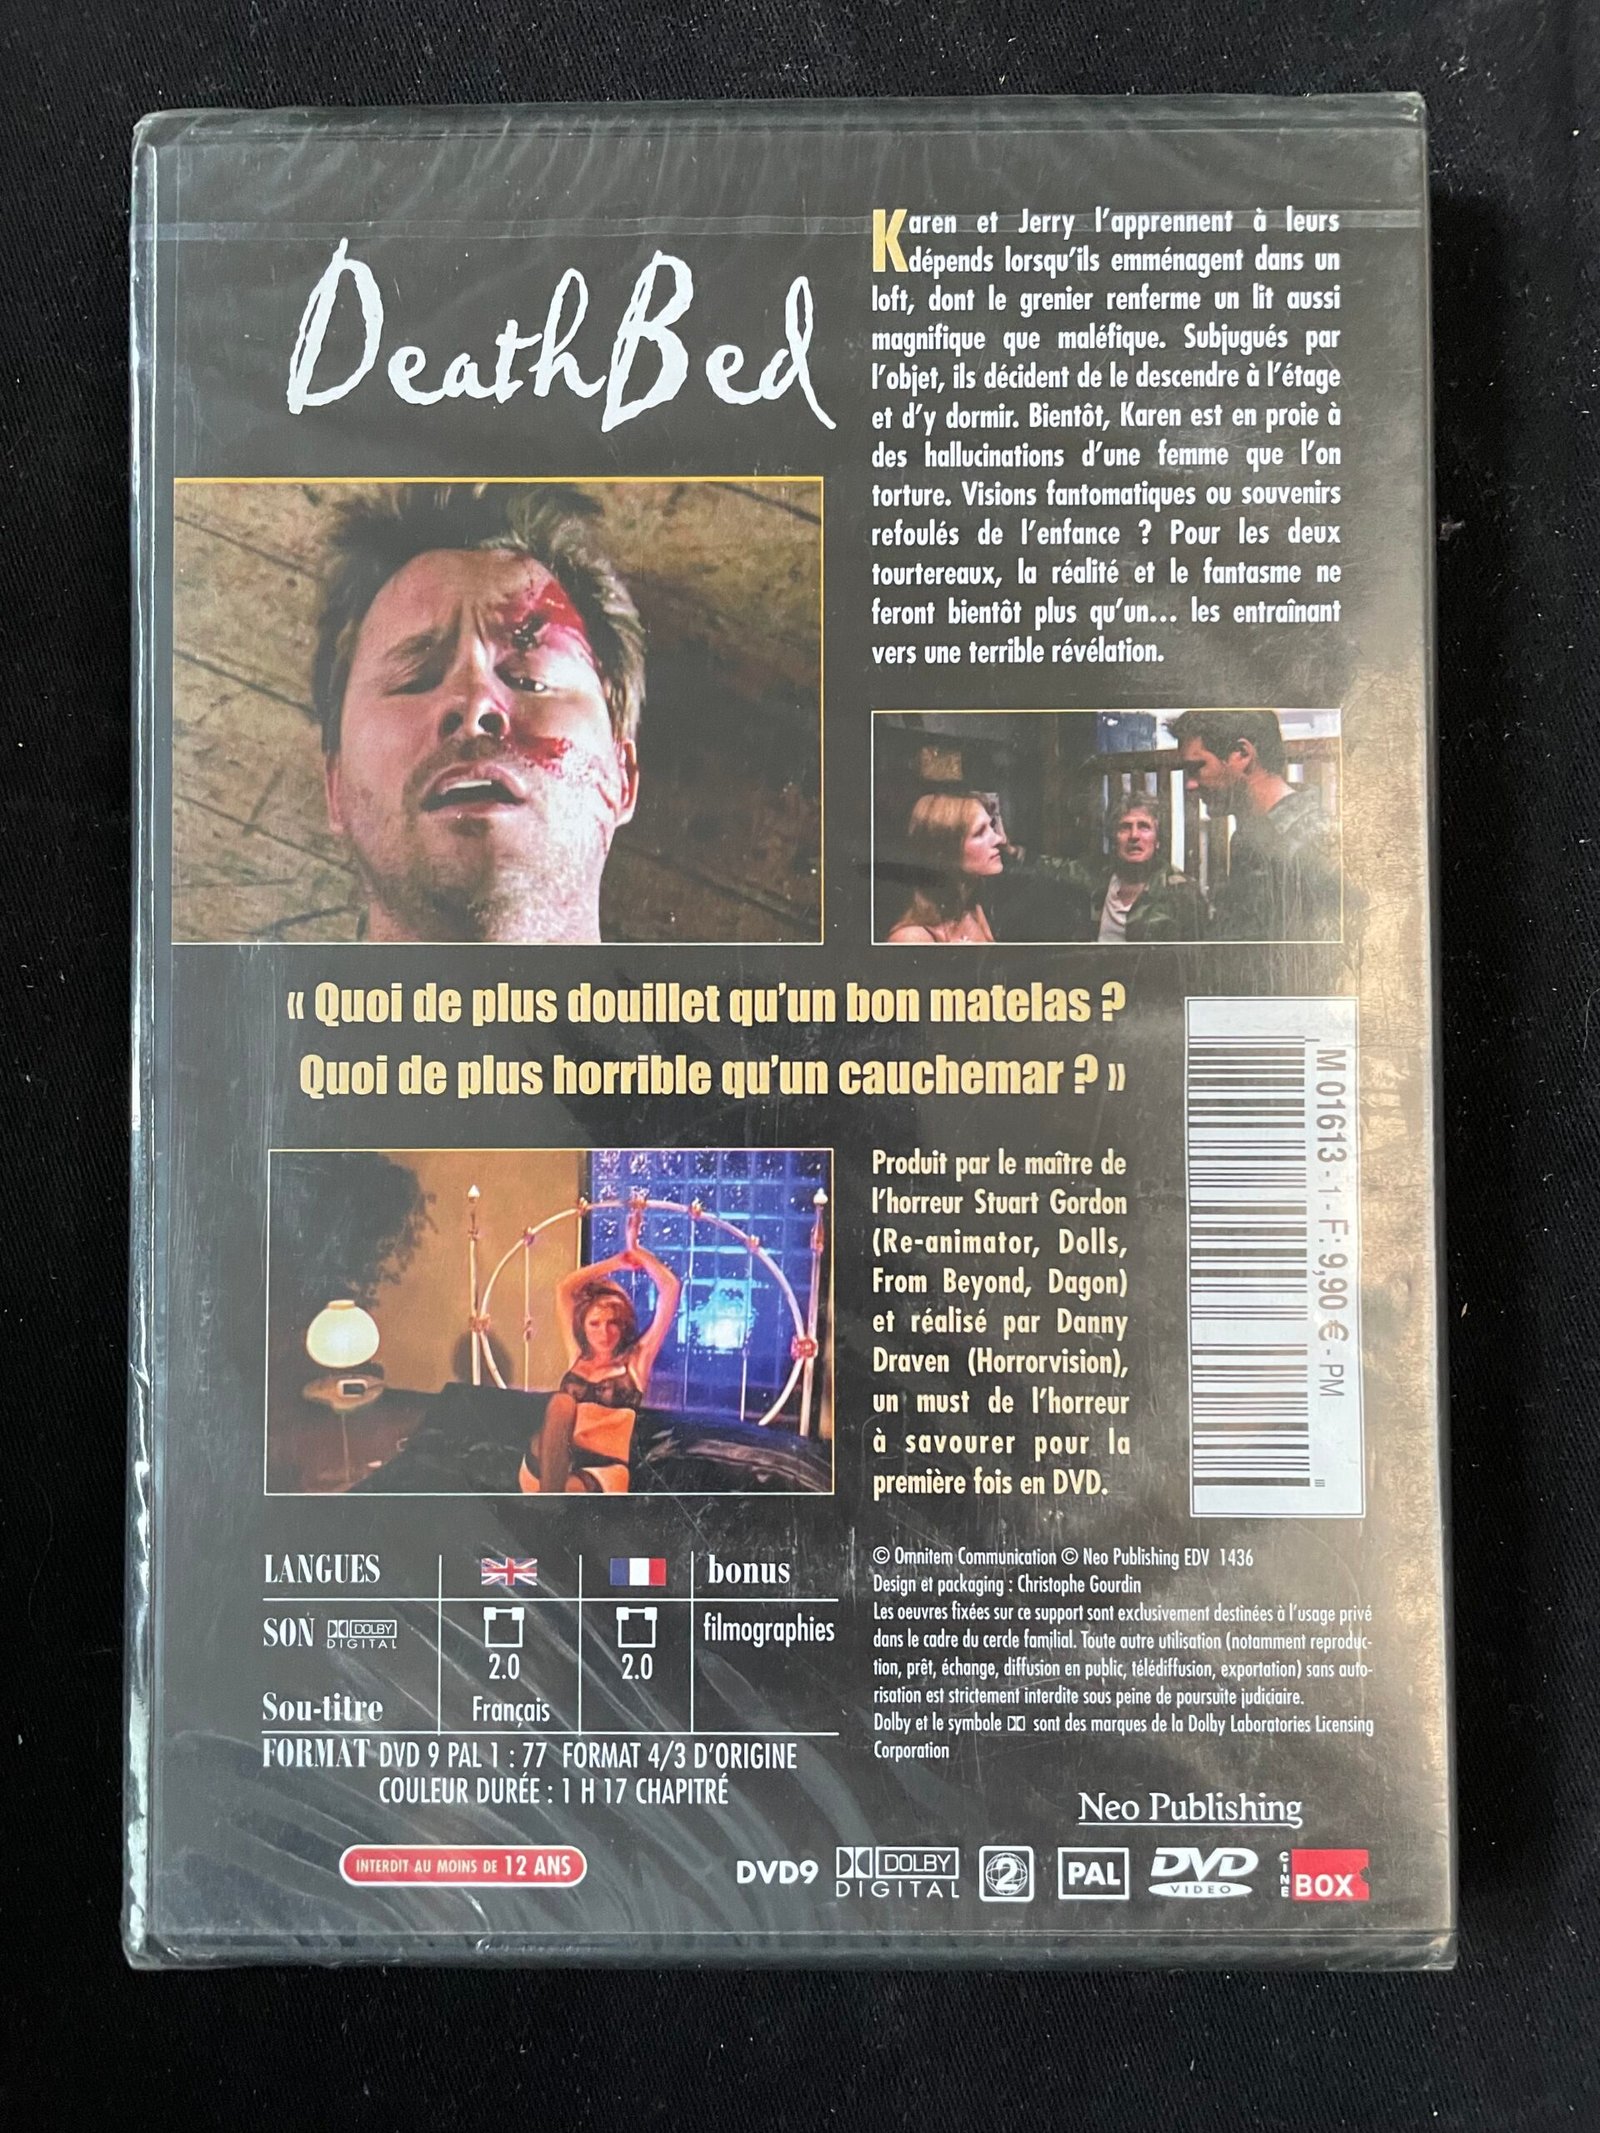 DeathBed
Karen et Jerry l'apprennent à leurs
dépends lorsqu'ils emménagent dans un
loft, dont le grenier renferme un lit aussi
magnifique que maléfique. Subjugués par
l'objet, ils décident de le descendre à l'étage
et d'y dormir. Bientôt, Karen est en proie à
des hallucinations d'une femme que l'on
torture. Visions fantomatiques ou souvenirs
refoulés de l'enfance ? Pour les deux
tourtereaux, la réalité et le fantasme ne
feront bientôt plus qu'un... les entraînant
vers une terrible révélation.
« Quoi de plus douillet qu'un bon matelas ?
Quoi de plus horrible qu'un cauchemar ? »
M 01613 - 1 - F: 9,90 € - PM
Produit par le maître de
l'horreur Stuart Gordon
(Re-animator, Dolls,
From Beyond, Dagon)
et réalisé par Danny
Draven (Horrorvision),
un must de l'horreur
à savourer pour la
première fois en DVD.
LANGUES bonus
SON DOLBY DIGITAL 2.0 2.0 filmographies
Sou-titre Français
FORMAT DVD 9 PAL 1 : 77 FORMAT 4/3 D'ORIGINE
COULEUR DURÉE : 1 H 17 CHAPITRÉ
© Omnitem Communication © Neo Publishing EDV 1436
Design et packaging : Christophe Gourdin
Les oeuvres fixées sur ce support sont exclusivement destinées à l'usage privé
dans le cadre du cercle familial. Toute autre utilisation (notamment reproduc-
tion, prêt, échange, diffusion en public, télédiffusion, exportation) sans auto-
risation est strictement interdite sous peine de poursuite judiciaire.
Dolby et le symbole sont des marques de la Dolby Laboratories Licensing
Corporation
Neo Publishing
INTERDIT AU MOINS DE 12 ANS
DVD9 DOLBY DIGITAL 2 PAL DVD VIDEO CINE BOX